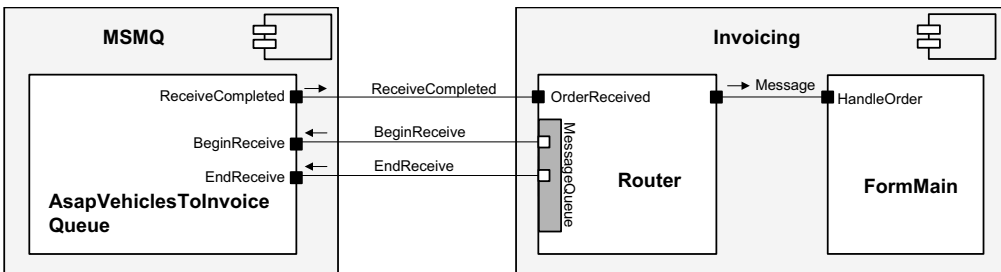 MSMQ
Invoicing
ReceiveCompleted
ReceiveCompleted
OrderReceived
Message
HandleOrder
BeginReceive
BeginReceive
MessageQueue
EndReceive
EndReceive
Router
FormMain
AsapVehiclesToInvoice
Queue